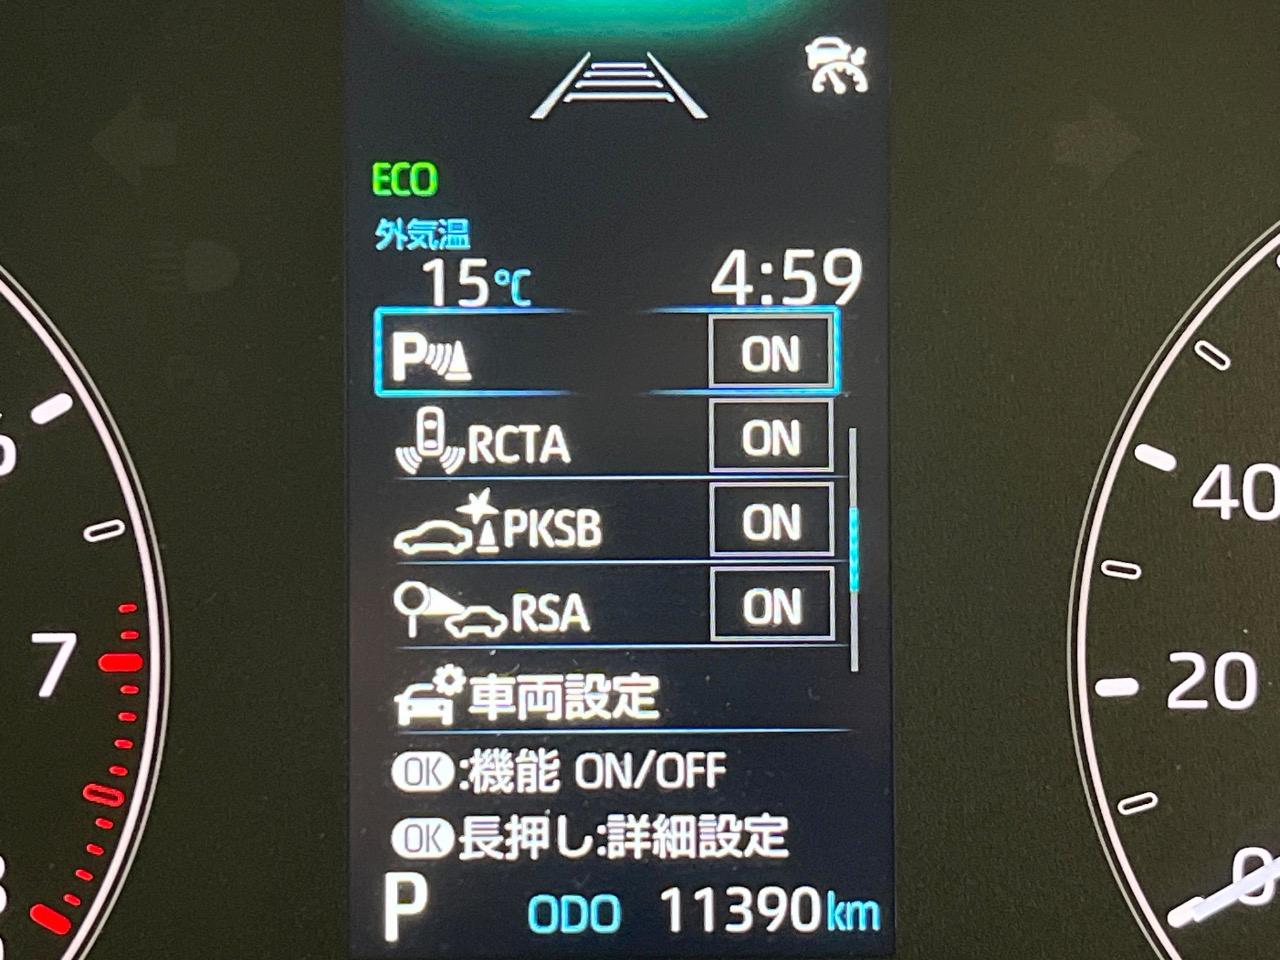 ECO
外気温
15℃ 4:59
P ON
RCTA ON
PKSB ON
RSA ON
車両設定
OK:機能 ON/OFF
OK長押し:詳細設定
P ODO 11390km
7
40
20
0